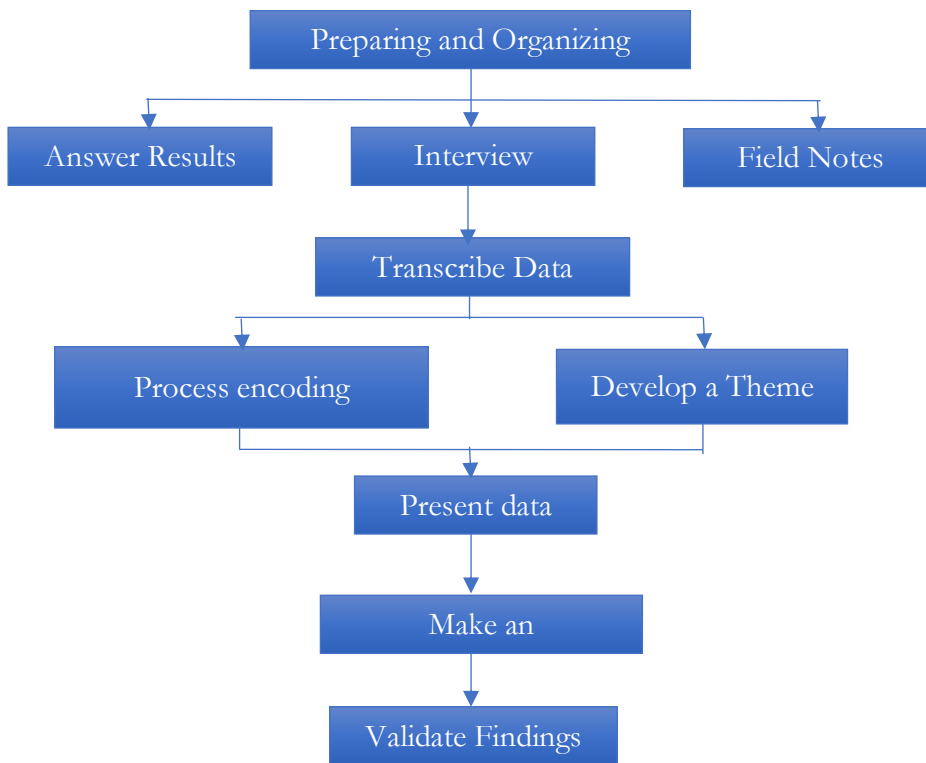 Preparing and Organizing
Answer Results
Interview
Field Notes
Transcribe Data
Process encoding
Develop a Theme
Present data
Make an
Validate Findings